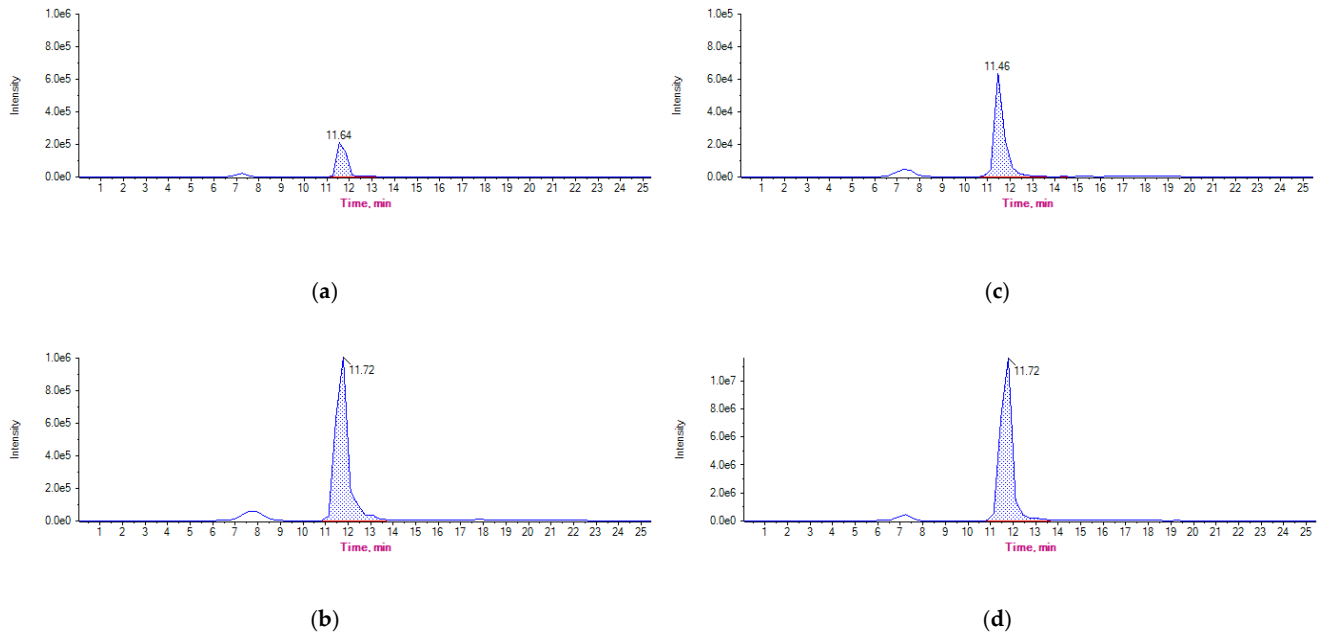 1.0e6
8.0e5
6.0e5
4.0e5
2.0e5
0.0e0
Intensity
11.64
1 2 3 4 5 6 7 8 9 10 11 12 13 14 15 16 17 18 19 20 21 22 23 24 25
Time, min
(a)
1.0e5
8.0e4
6.0e4
4.0e4
2.0e4
0.0e0
Intensity
11.46
1 2 3 4 5 6 7 8 9 10 11 12 13 14 15 16 17 18 19 20 21 22 23 24 25
Time, min
(c)
1.0e6
8.0e5
6.0e5
4.0e5
2.0e5
0.0e0
Intensity
11.72
1 2 3 4 5 6 7 8 9 10 11 12 13 14 15 16 17 18 19 20 21 22 23 24 25
Time, min
(b)
1.0e7
8.0e6
6.0e6
4.0e6
2.0e6
0.0e0
Intensity
11.72
1 2 3 4 5 6 7 8 9 10 11 12 13 14 15 16 17 18 19 20 21 22 23 24 25
Time, min
(d)